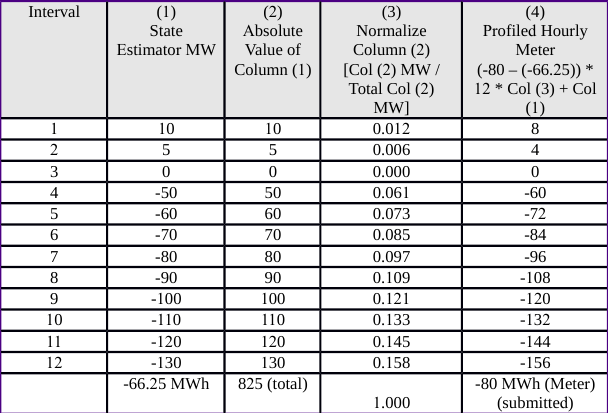 Interval (1) (2) (3) (4)
State Absolute Normalize Profiled Hourly
Estimator MW Value of Column (2) Meter
Column (1) [Col (2) MW / (-80 – (-66.25)) *
Total Col (2) 12 * Col (3) + Col
MW] (1)
1 10 10 0.012 8
2 5 5 0.006 4
3 0 0 0.000 0
4 -50 50 0.061 -60
5 -60 60 0.073 -72
6 -70 70 0.085 -84
7 -80 80 0.097 -96
8 -90 90 0.109 -108
9 -100 100 0.121 -120
10 -110 110 0.133 -132
11 -120 120 0.145 -144
12 -130 130 0.158 -156
-66.25 MWh 825 (total) -80 MWh (Meter)
1.000 (submitted)